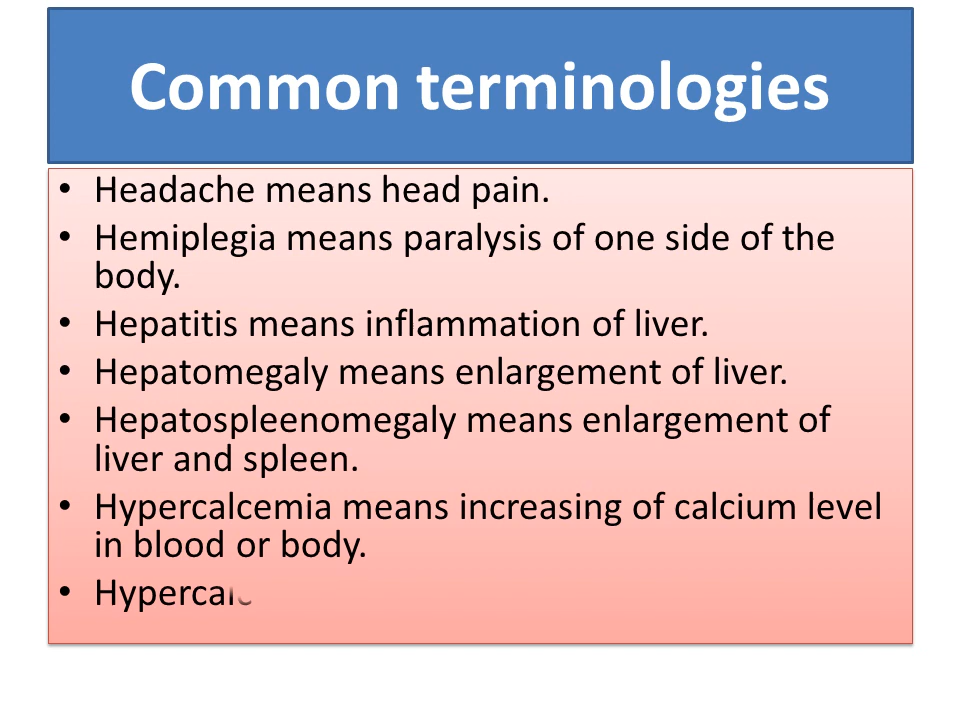 Common terminologies
• Headache means head pain.
• Hemiplegia means paralysis of one side of the
body.
• Hepatitis means inflammation of liver.
• Hepatomegaly means enlargement of liver.
• Hepatospleenomegaly means enlargement of
liver and spleen.
• Hypercalcemia means increasing of calcium level
in blood or body.
•